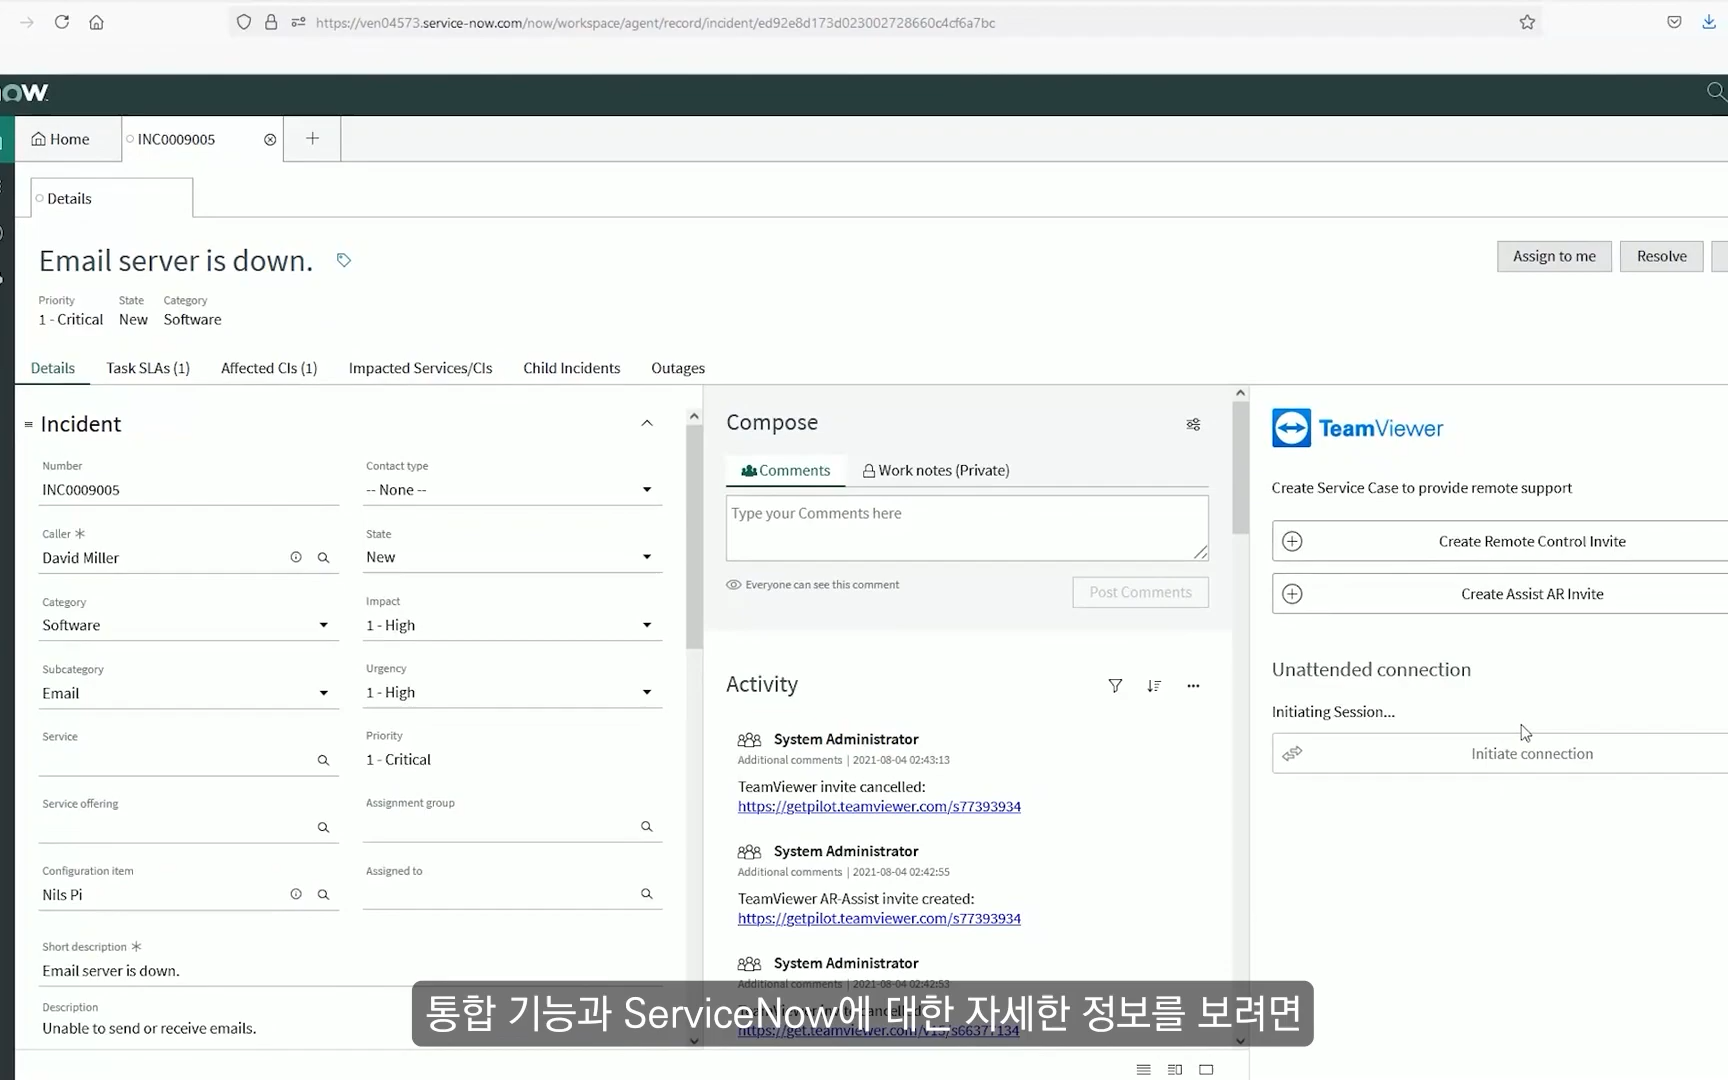 https://ven04573.service-now.com/now/workspace/agent/record/incident/ed92e8d173d023002728660c4cf6a7bc
now
Home
INC0009005
Details
Email server is down.
Assign to me
Resolve
Priority
State
Category
1 - Critical
New
Software
Details
Task SLAs (1)
Affected CIs (1)
Impacted Services/CIs
Child Incidents
Outages
Incident
Number
INC0009005
Contact type
-- None --
Caller
David Miller
State
New
Category
Software
Impact
1 - High
Subcategory
Email
Urgency
1 - High
Service
Priority
1 - Critical
Service offering
Assignment group
Configuration item
Nils Pi
Assigned to
Short description
Email server is down.
Description
Unable to send or receive emails.
Compose
Comments
Work notes (Private)
Type your Comments here
Everyone can see this comment
Post Comments
Activity
System Administrator
Additional comments | 2021-08-04 02:43:13
TeamViewer invite cancelled:
https://getpilot.teamviewer.com/s77393934
System Administrator
Additional comments | 2021-08-04 02:42:55
TeamViewer AR-Assist invite created:
https://getpilot.teamviewer.com/s77393934
System Administrator
Additional comments | 2021-08-04 02:42:53
TeamViewer
Create Service Case to provide remote support
Create Remote Control Invite
Create Assist AR Invite
Unattended connection
Initiating Session...
Initiate connection
통합 기능과 ServiceNow에 대한 자세한 정보를 보려면